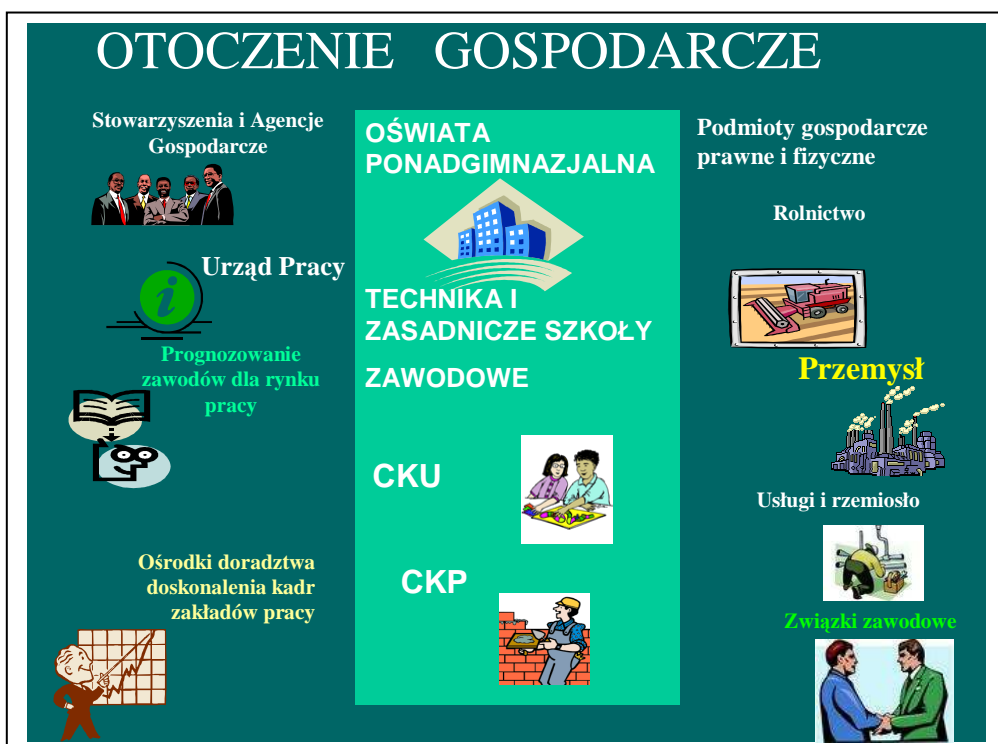 OTOCZENIE GOSPODARCZE
Stowarzyszenia i Agencje
Gospodarcze
Urząd Pracy
Prognozowanie
zawodów dla rynku
pracy
Ośrodki doradztwa
doskonalenia kadr
zakładów pracy
OŚWIATA
PONADGIMNAZJALNA
TECHNIKA I
ZASADNICZE SZKOŁY
ZAWODOWE
CKU
CKP
Podmioty gospodarcze
prawne i fizyczne
Rolnictwo
Przemysł
Usługi i rzemiosło
Związki zawodowe